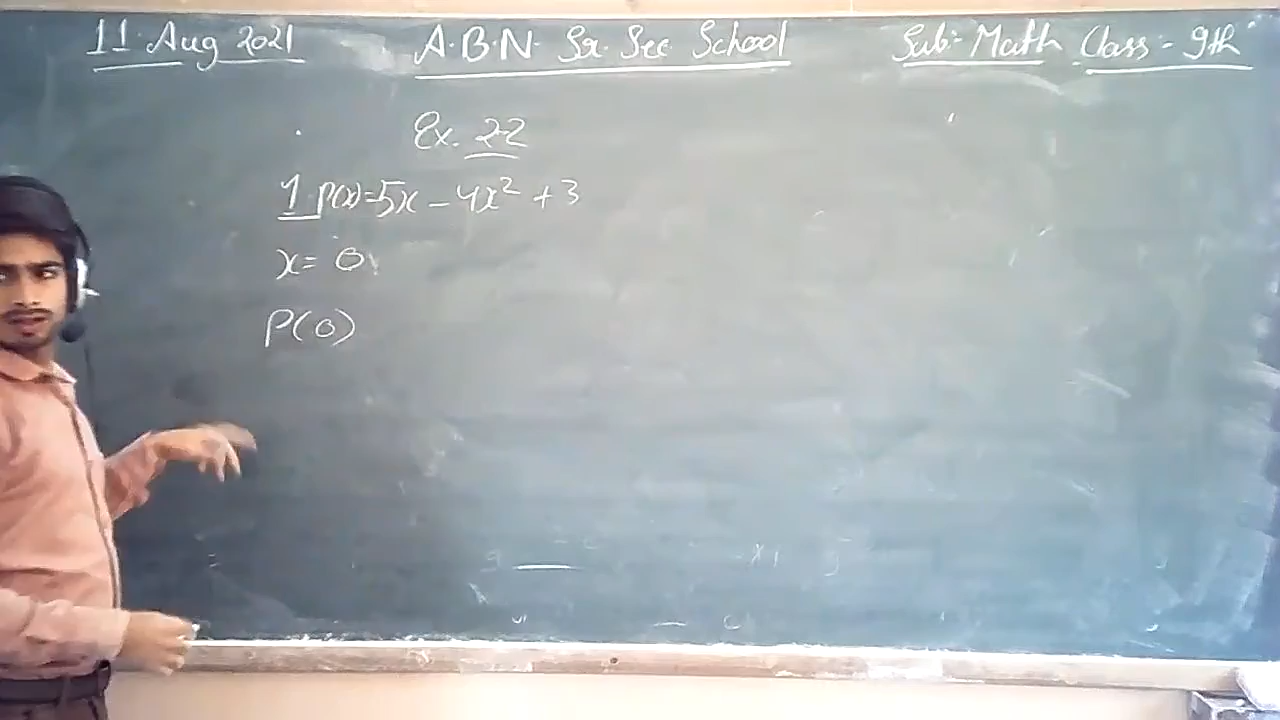 11 Aug 2021 A.B.N. Sr. Sec. School Sub:- Math Class:- 9th
Ex. 2.2
1. P(x)=5x - 4x² + 3
x= 0
P(0)